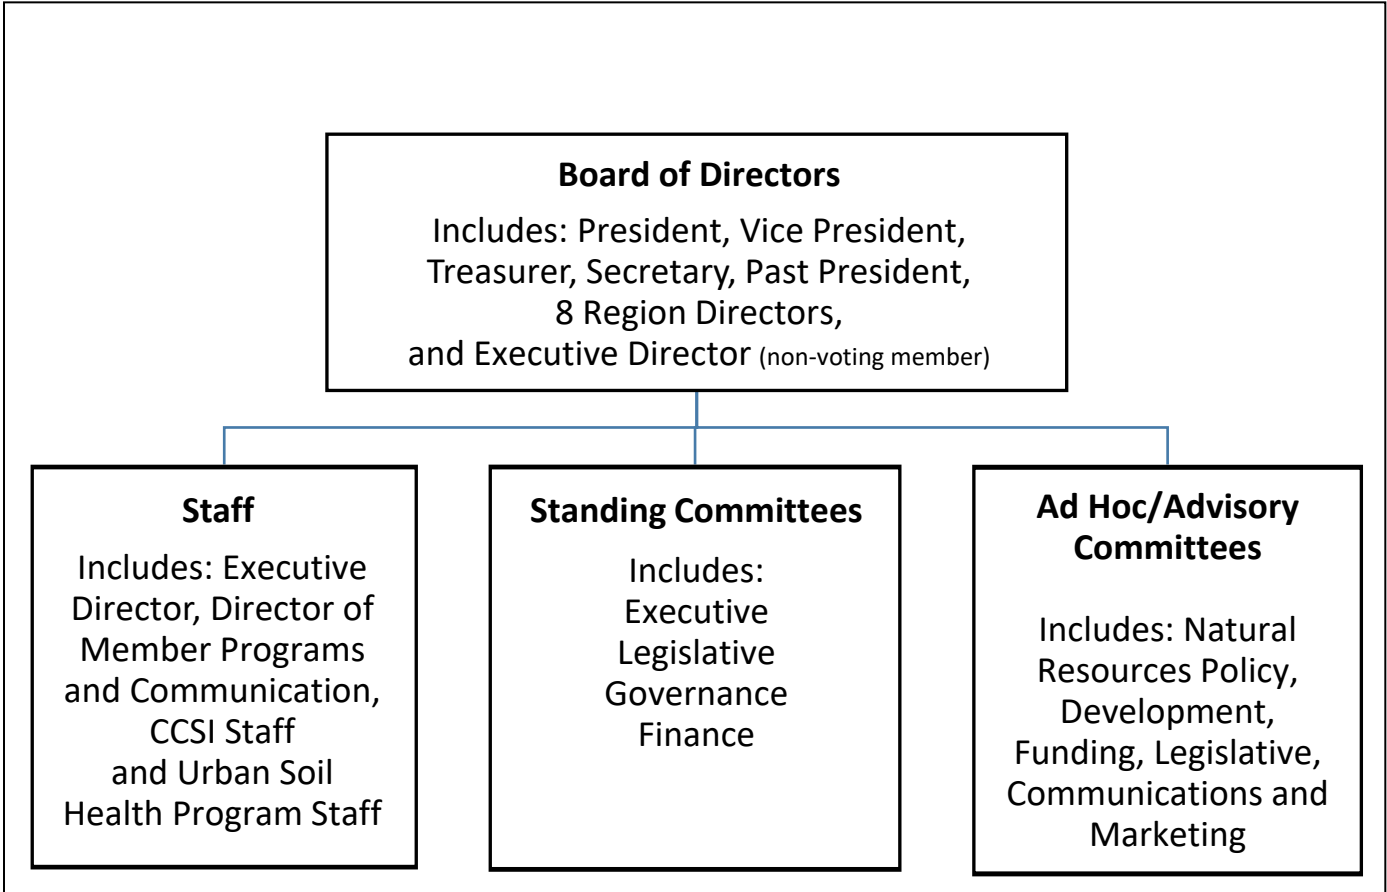 Board of Directors
Includes: President, Vice President,
Treasurer, Secretary, Past President,
8 Region Directors,
and Executive Director (non-voting member)
Staff
Includes: Executive
Director, Director of
Member Programs
and Communication,
CCSI Staff
and Urban Soil
Health Program Staff
Standing Committees
Includes:
Executive
Legislative
Governance
Finance
Ad Hoc/Advisory
Committees
Includes: Natural
Resources Policy,
Development,
Funding, Legislative,
Communications and
Marketing